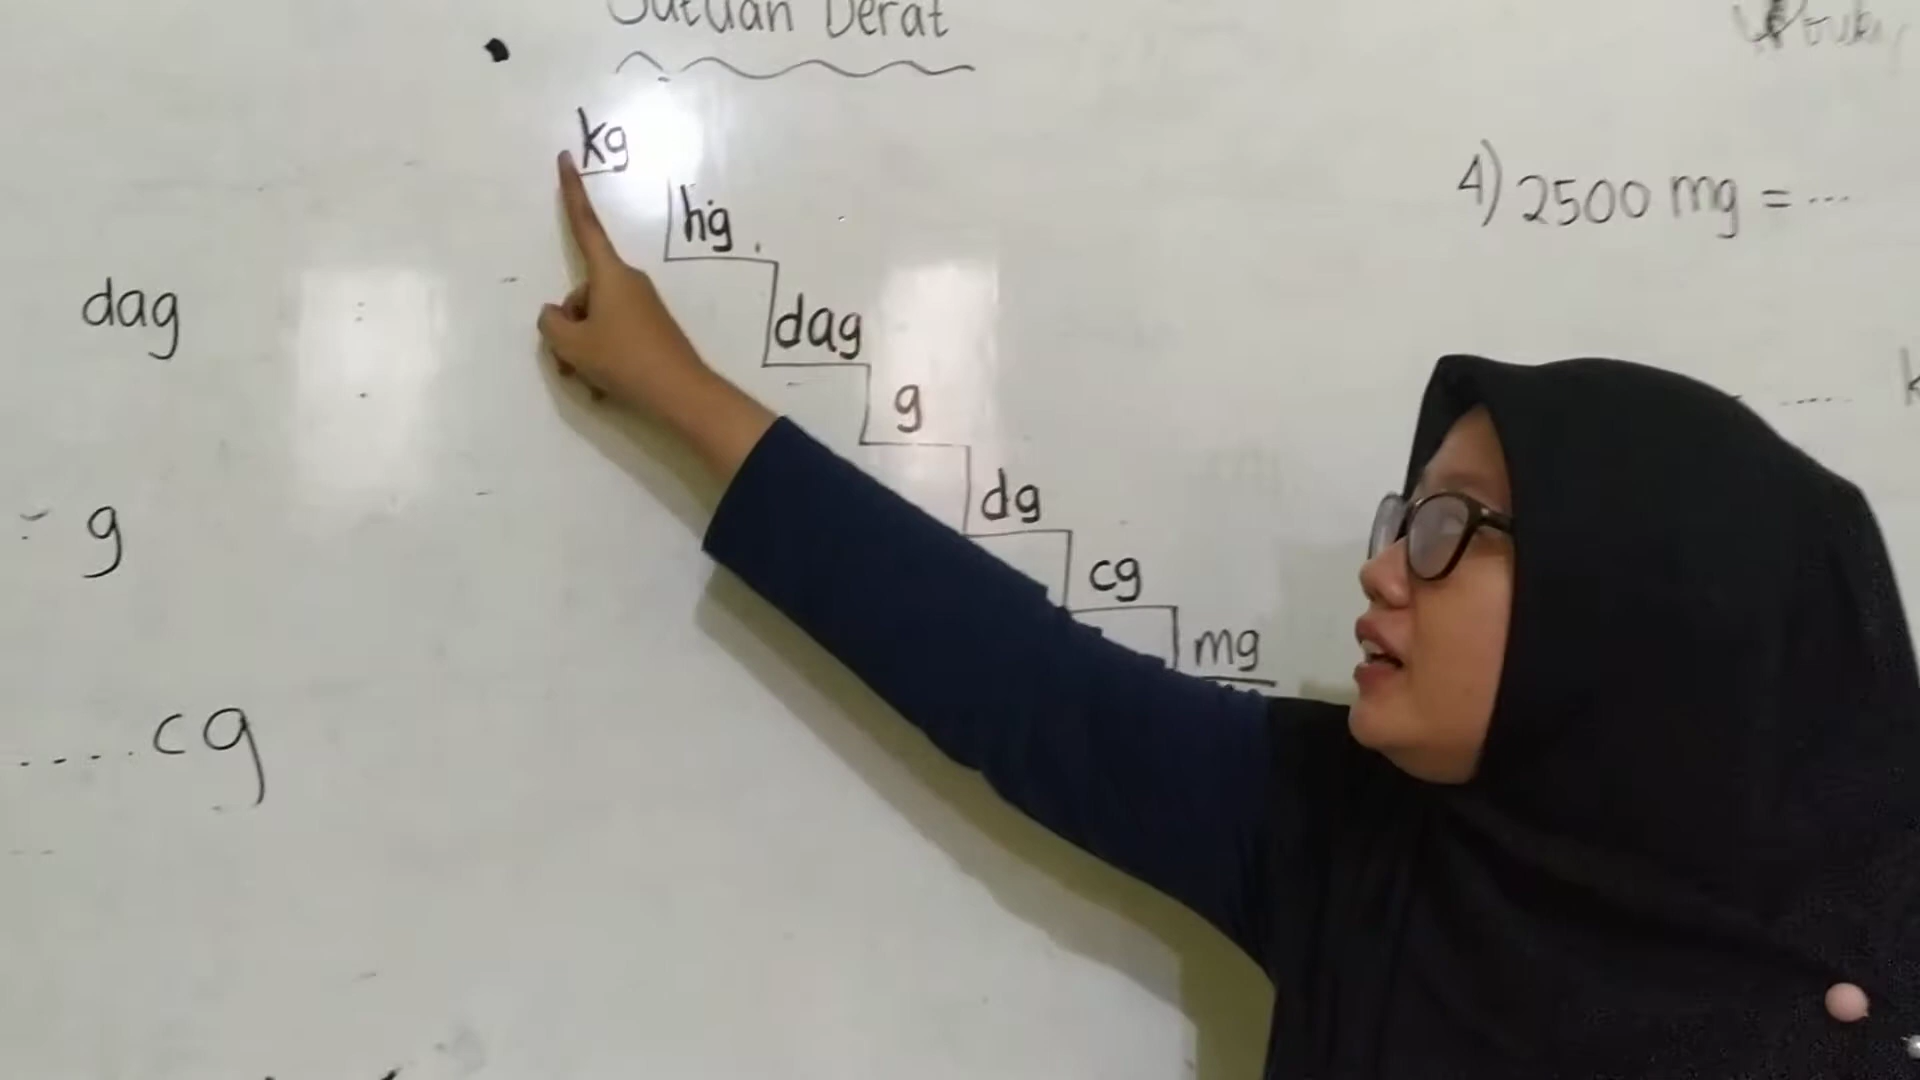 Satuan Berat
kg
hg
dag
g
dg
cg
mg
dag
g
.... cg
4) 2500 mg = ...